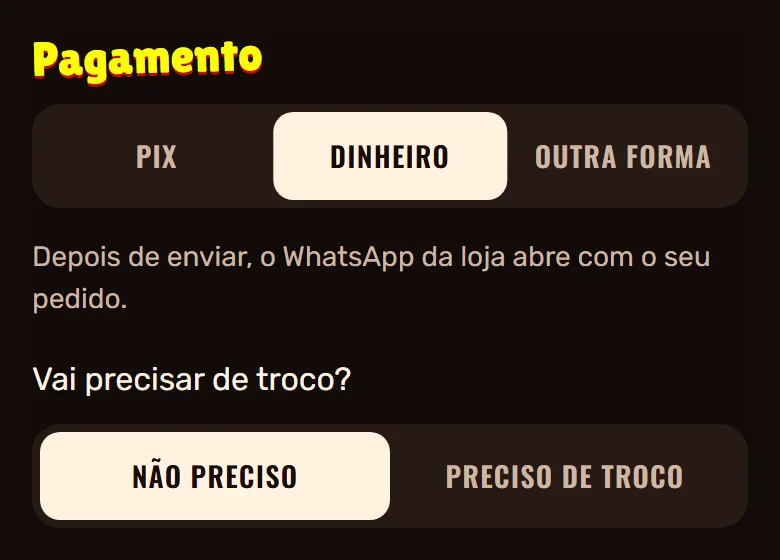 Pagamento
PIX
DINHEIRO
OUTRA FORMA
Depois de enviar, o WhatsApp da loja abre com o seu
pedido.
Vai precisar de troco?
NÃO PRECISO
PRECISO DE TROCO